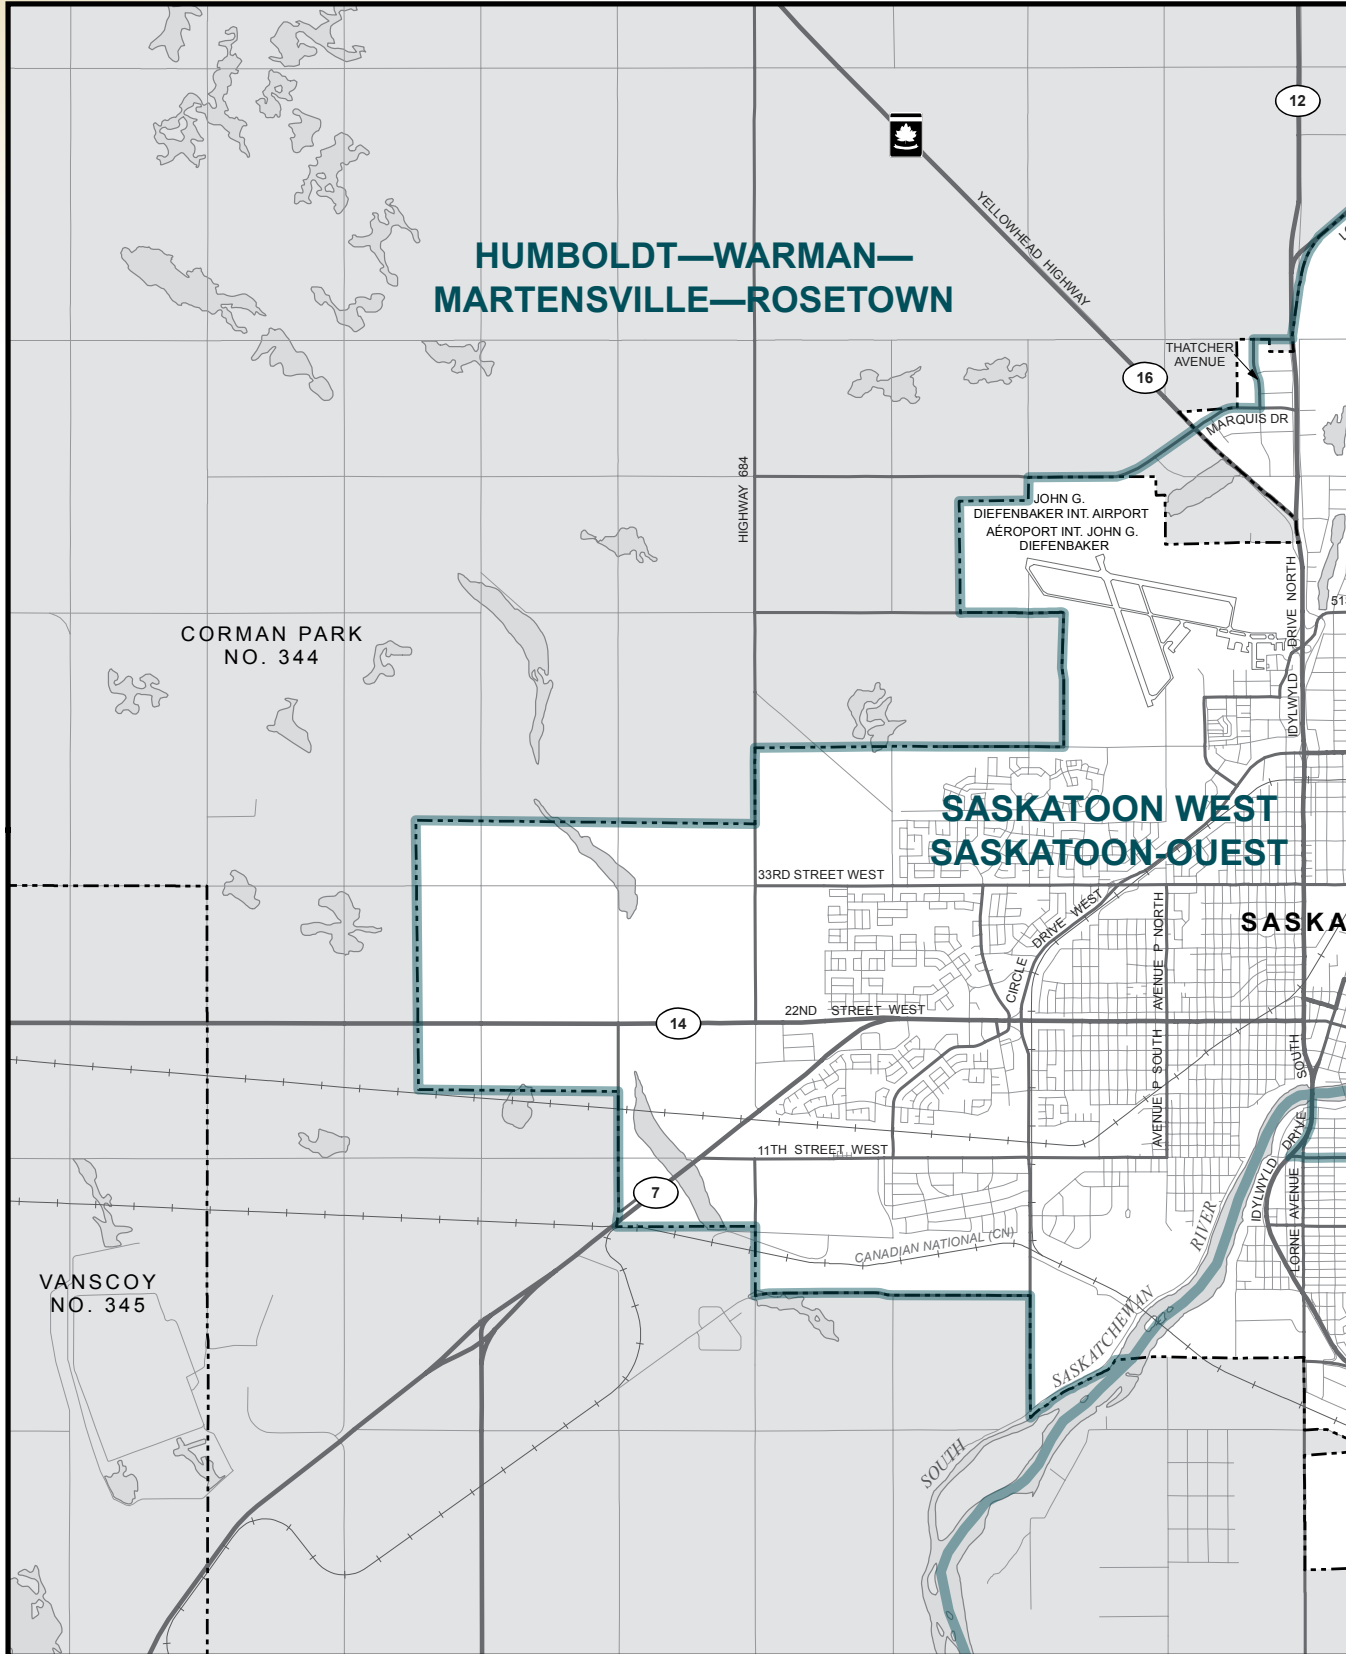 12
YELLOWHEAD HIGHWAY
HUMBOLDT—WARMAN—
MARTENSVILLE—ROSETOWN
THATCHER
AVENUE
16
MARQUIS DR
HIGHWAY 684
JOHN G.
DIEFENBAKER INT. AIRPORT
AÉROPORT INT. JOHN G.
DIEFENBAKER
IDYLWYLD DRIVE NORTH
51
CORMAN PARK
NO. 344
SASKATOON WEST
SASKATOON-OUEST
33RD STREET WEST
CIRCLE DRIVE WEST
AVENUE P NORTH
SASKA
22ND STREET WEST
14
AVENUE P SOUTH
IDYLWYLD DRIVE SOUTH
11TH STREET WEST
7
LORNE AVENUE
CANADIAN NATIONAL (CN)
VANSCOY
NO. 345
SOUTH SASKATCHEWAN RIVER